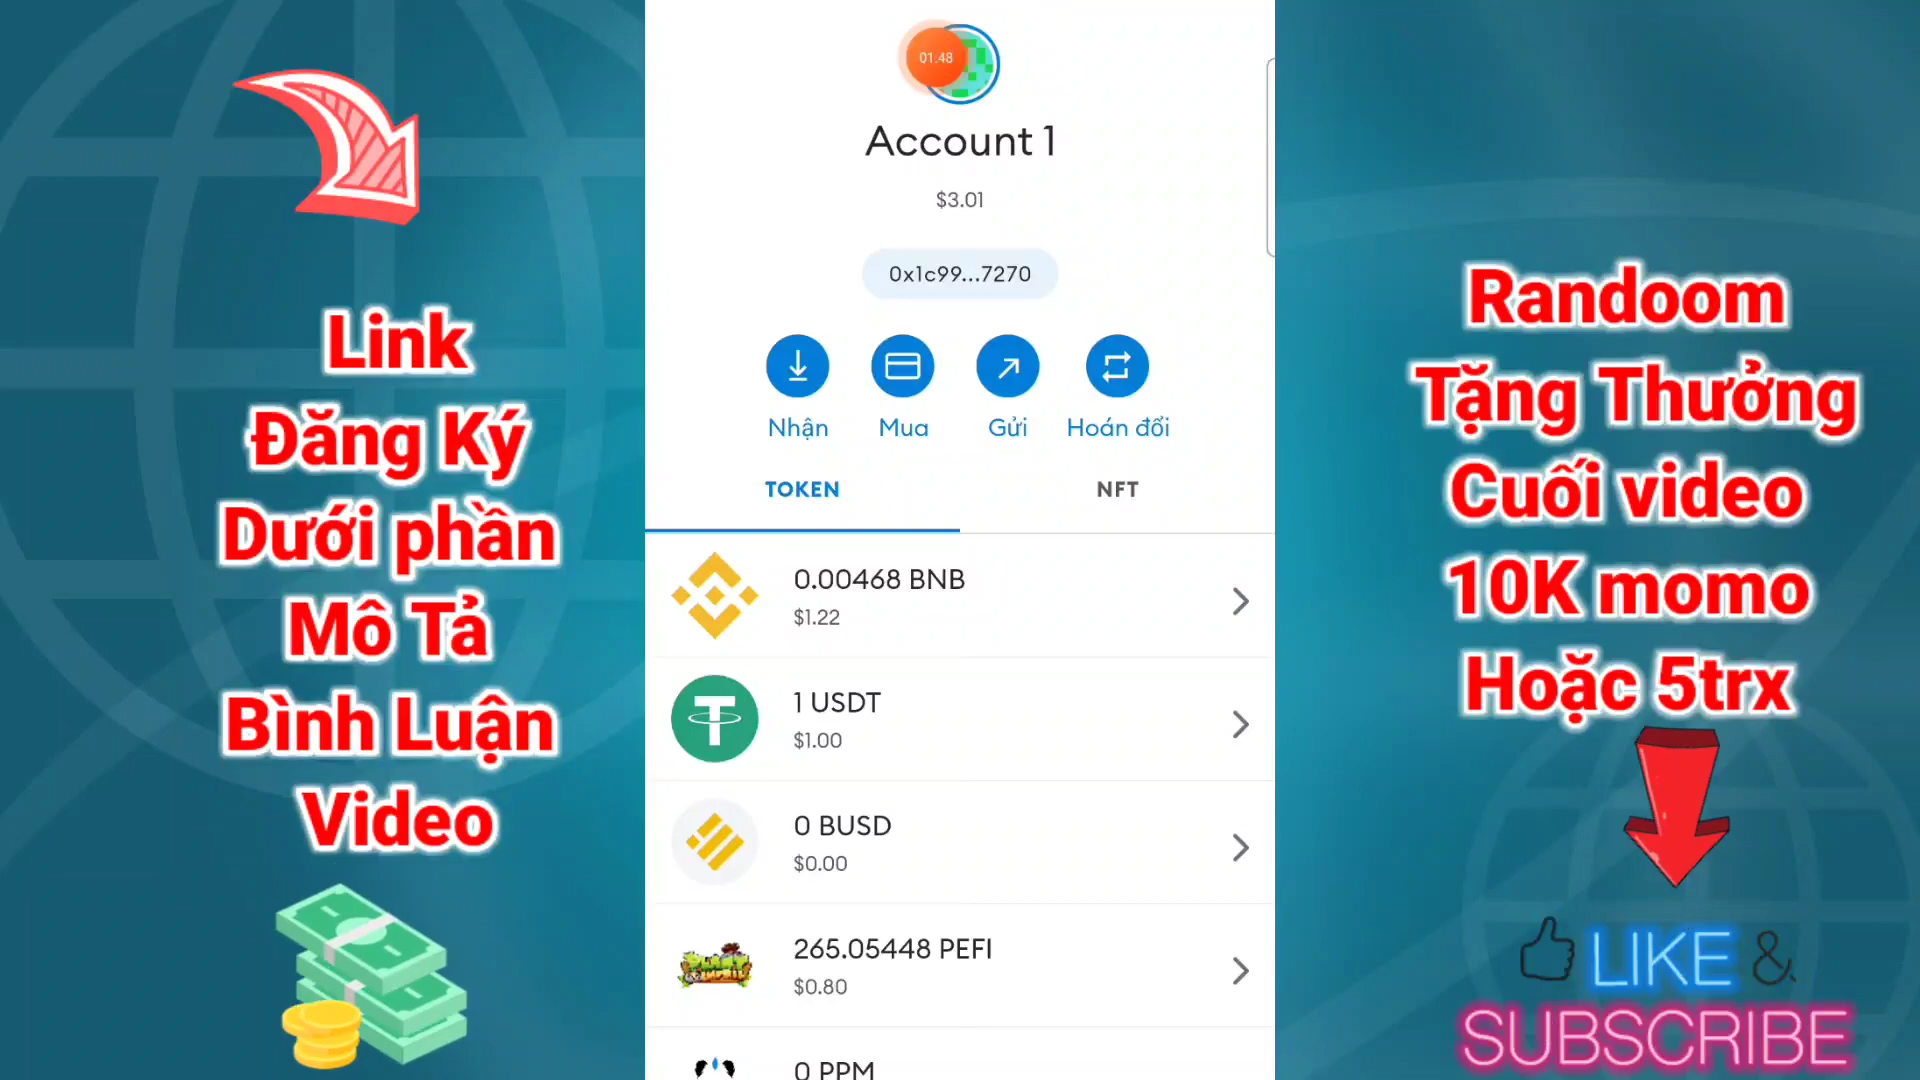 Link
Đăng Ký
Dưới phần
Mô Tả
Bình Luận
Video
01.48
Account 1
$3.01
0x1c99...7270
Nhận
Mua
Gửi
Hoán đổi
TOKEN
NFT
0.00468 BNB
$1.22
1 USDT
$1.00
0 BUSD
$0.00
265.05448 PEFI
$0.80
0 PPM
Randoom
Tặng Thưởng
Cuối video
10K momo
Hoặc 5trx
LIKE &
SUBSCRIBE